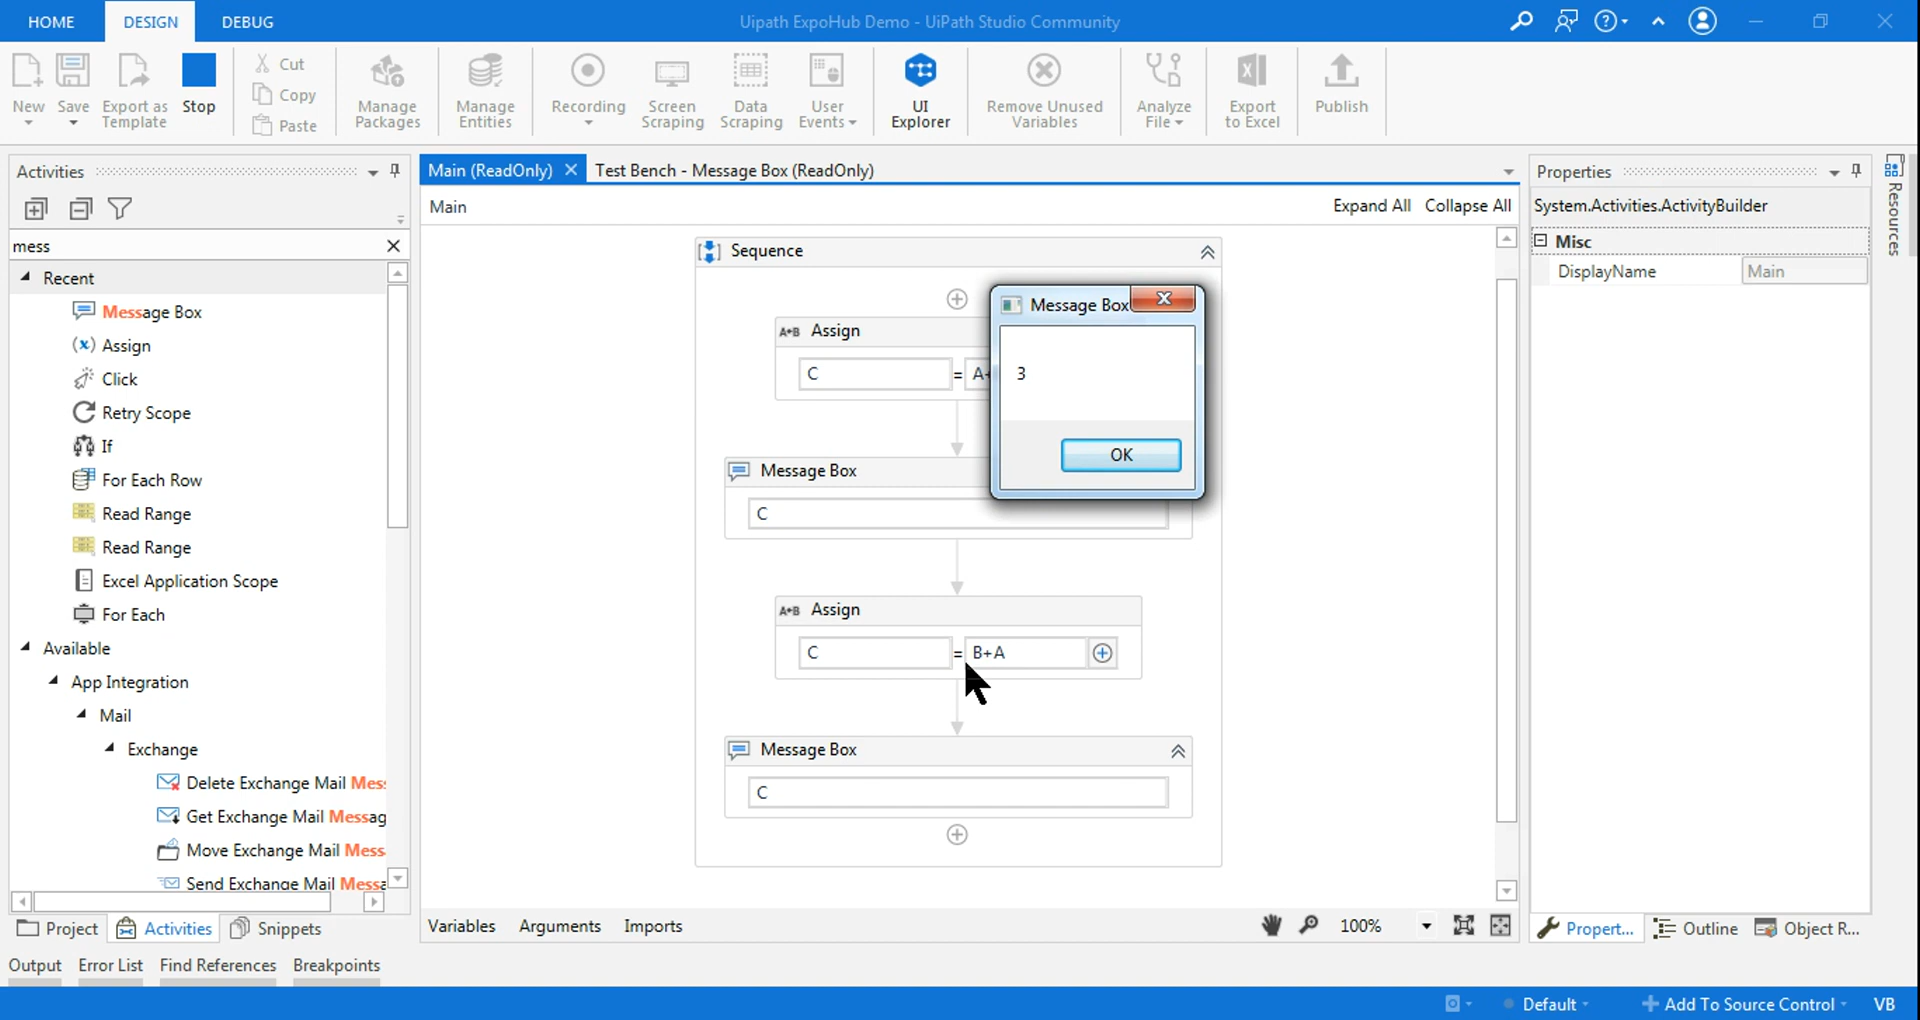 HOME DESIGN DEBUG Uipath ExpoHub Demo - UiPath Studio Community
New Save Export as Template Stop
Cut
Copy
Paste
Manage Packages
Manage Entities
Recording
Screen Scraping
Data Scraping
User Events
UI Explorer
Remove Unused Variables
Analyze File
Export to Excel
Publish
Activities
mess
Recent
Message Box
Assign
Click
Retry Scope
If
For Each Row
Read Range
Read Range
Excel Application Scope
For Each
Available
App Integration
Mail
Exchange
Delete Exchange Mail Mess
Get Exchange Mail Messag
Move Exchange Mail Mess
Send Exchange Mail Messa
Project Activities Snippets
Main (ReadOnly) Test Bench - Message Box (ReadOnly)
Main Expand All Collapse All
Sequence
A+B Assign
C = A+
Message Box
C
Message Box
3
OK
A+B Assign
C = B+A
Message Box
C
Variables Arguments Imports 100%
Properties
System.Activities.ActivityBuilder
Misc
DisplayName Main
Propert... Outline Object R...
Resources
Output Error List Find References Breakpoints
Default Add To Source Control VB